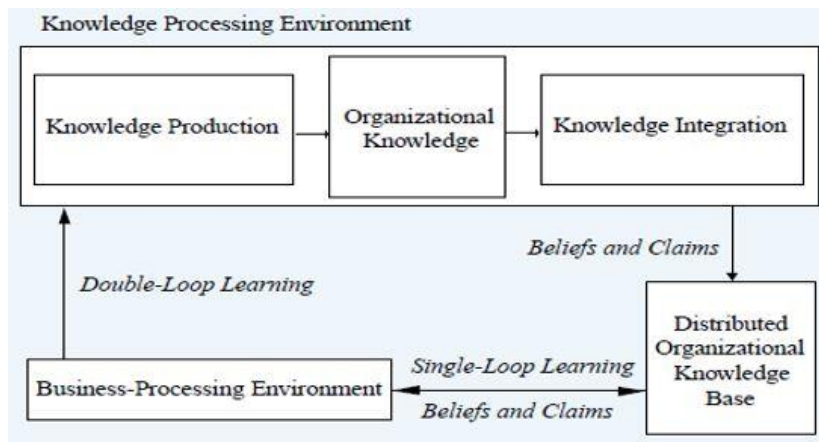 Knowledge Processing Environment
Knowledge Production
Organizational
Knowledge
Knowledge Integration
Beliefs and Claims
Double-Loop Learning
Distributed
Organizational
Knowledge
Base
Single-Loop Learning
Business-Processing Environment
Beliefs and Claims